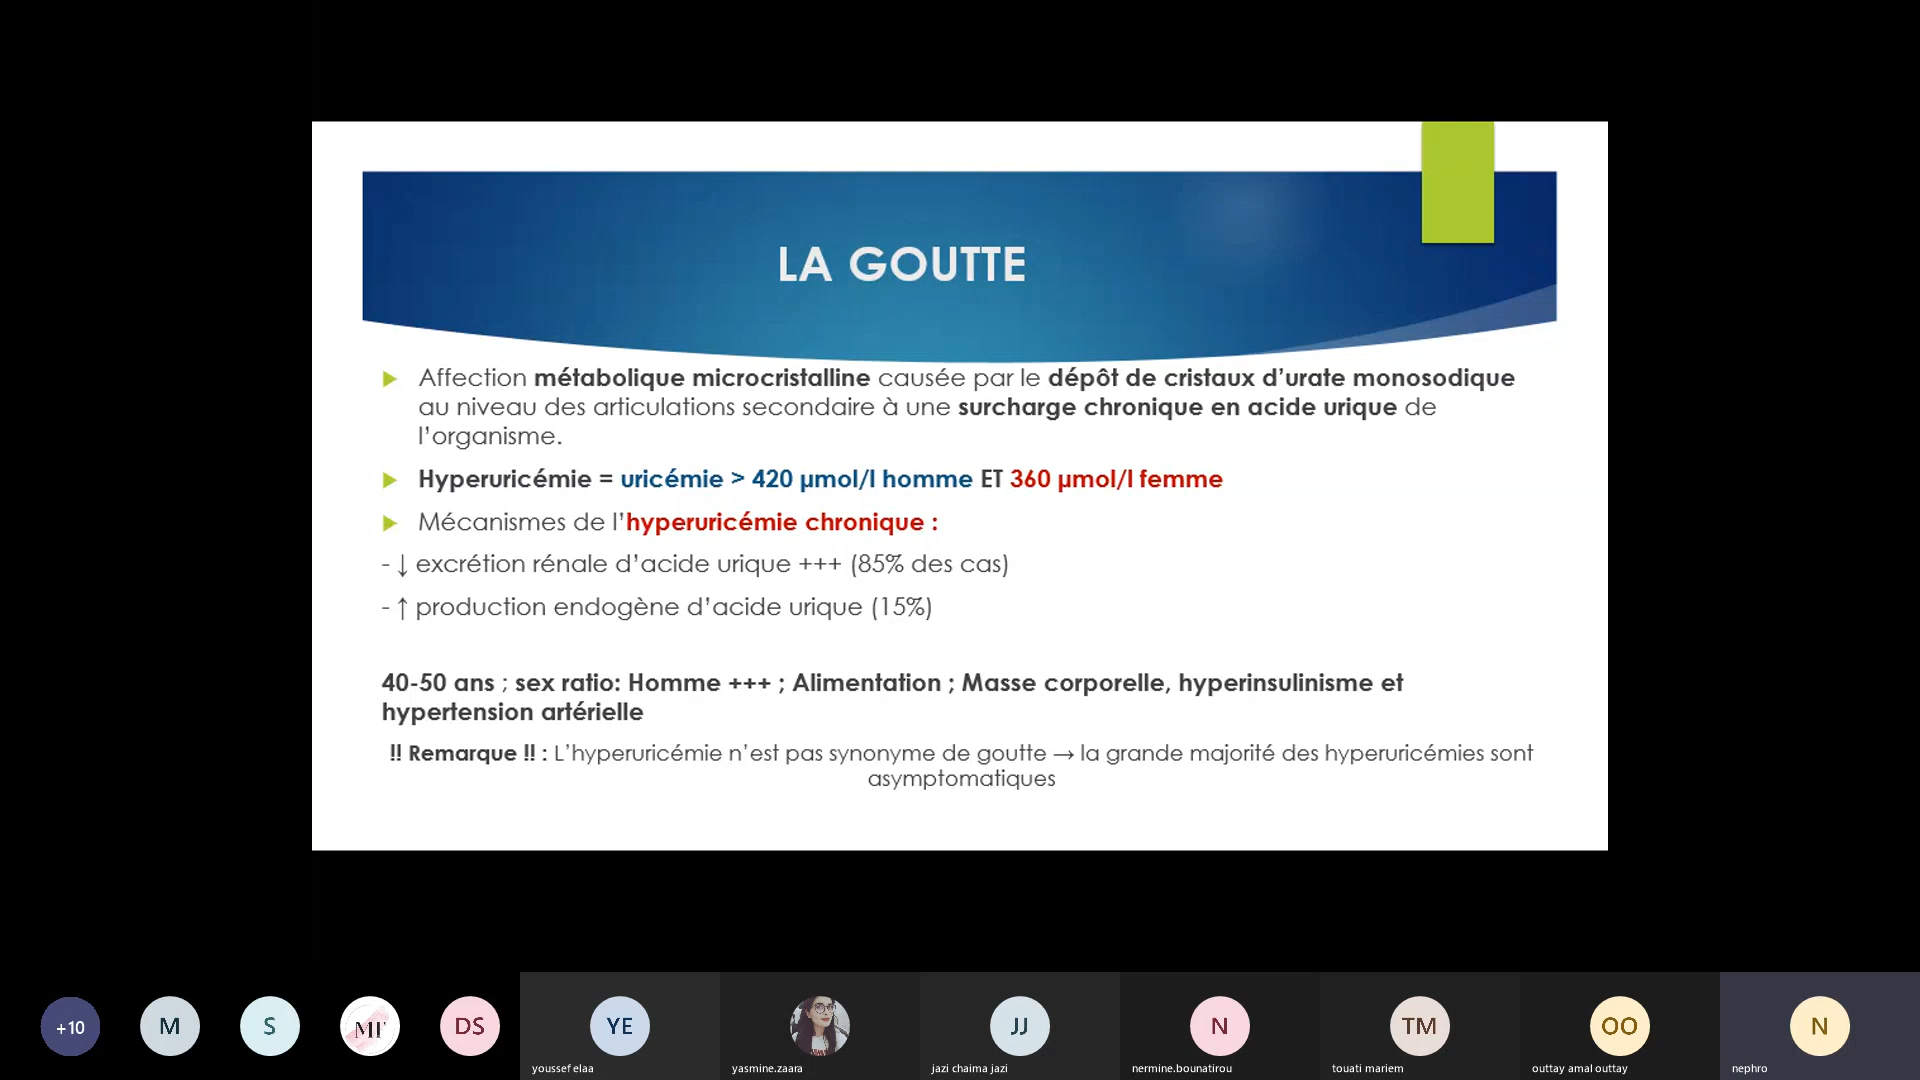 LA GOUTTE
Affection métabolique microcristalline causée par le dépôt de cristaux d’urate monosodique
au niveau des articulations secondaire à une surcharge chronique en acide urique de
l’organisme.
Hyperuricémie = uricémie > 420 µmol/l homme ET 360 µmol/l femme
Mécanismes de l’hyperuricémie chronique :
- ↓ excrétion rénale d’acide urique +++ (85% des cas)
- ↑ production endogène d’acide urique (15%)
40-50 ans ; sex ratio: Homme +++ ; Alimentation ; Masse corporelle, hyperinsulinisme et
hypertension artérielle
!! Remarque !! : L’hyperuricémie n’est pas synonyme de goutte → la grande majorité des hyperuricémies sont
asymptomatiques
+10
M
S
MF
DS
YE
JJ
N
TM
OO
N
youssef elaa
yasmine.zaara
jazi chaima jazi
nermine.bounatirou
touati mariem
outtay amal outtay
nephro